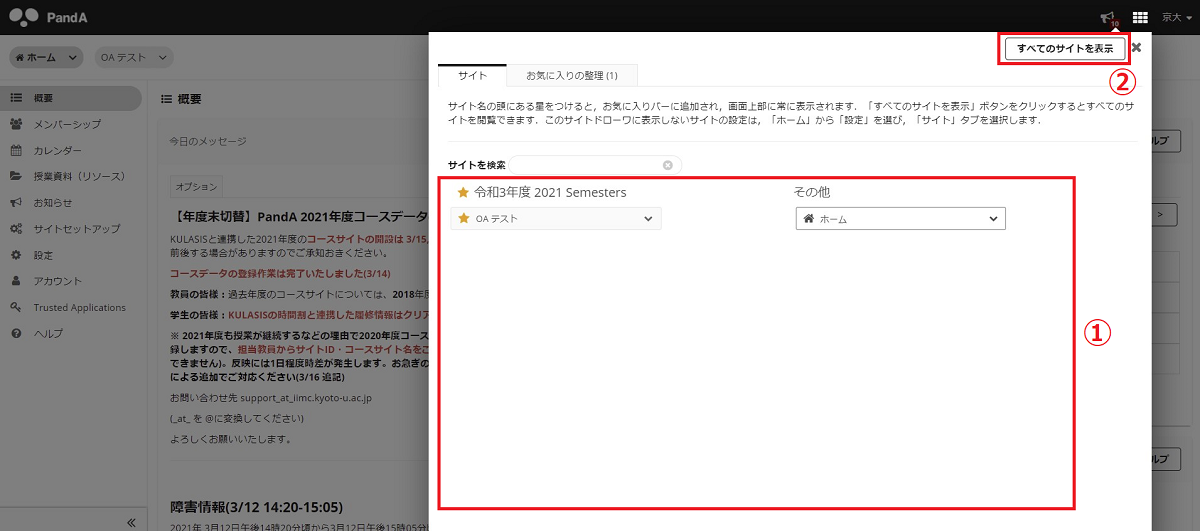 PandA
10
京大
ホーム
OA テスト
概要
メンバーシップ
カレンダー
授業資料（リソース）
お知らせ
サイトセットアップ
設定
アカウント
Trusted Applications
ヘルプ
概要
今日のメッセージ
オプション
【年度末切替】PandA 2021年度コースデータ
KULASISと連携した2021年度のコースサイトの開設は 3/15,
前後する場合がありますのでご承知おきください。
コースデータの登録作業は完了いたしました(3/14)
教員の皆様：過去年度のコースサイトについては、2018年度
学生の皆様：KULASISの時間割と連携した履修情報はクリア
※ 2021年度も授業が継続するなどの理由で2020年度コース
録しますので、担当教員からサイトID・コースサイト名をこ
できません)。反映には1日程度時差が発生します。お急ぎの
による追加でご対応ください(3/16 追記)
お問い合わせ先 support_at_iimc.kyoto-u.ac.jp
(_at_ を @に変換してください)
よろしくお願いいたします。
障害情報(3/12 14:20-15:05)
2021年 3月12日午後14時20分頃から3月12日午後15時05分
すべてのサイトを表示
②
サイト
お気に入りの整理 (1)
サイト名の頭にある星をつけると，お気に入りバーに追加され，画面上部に常に表示されます．「すべてのサイトを表示」ボタンをクリックするとすべてのサ
イトを閲覧できます．このサイトドローワに表示しないサイトの設定は，「ホーム」から「設定」を選び，「サイト」タブを選択します．
サイトを検索
令和3年度 2021 Semesters
OA テスト
その他
ホーム
①
ルプ
>
ルプ